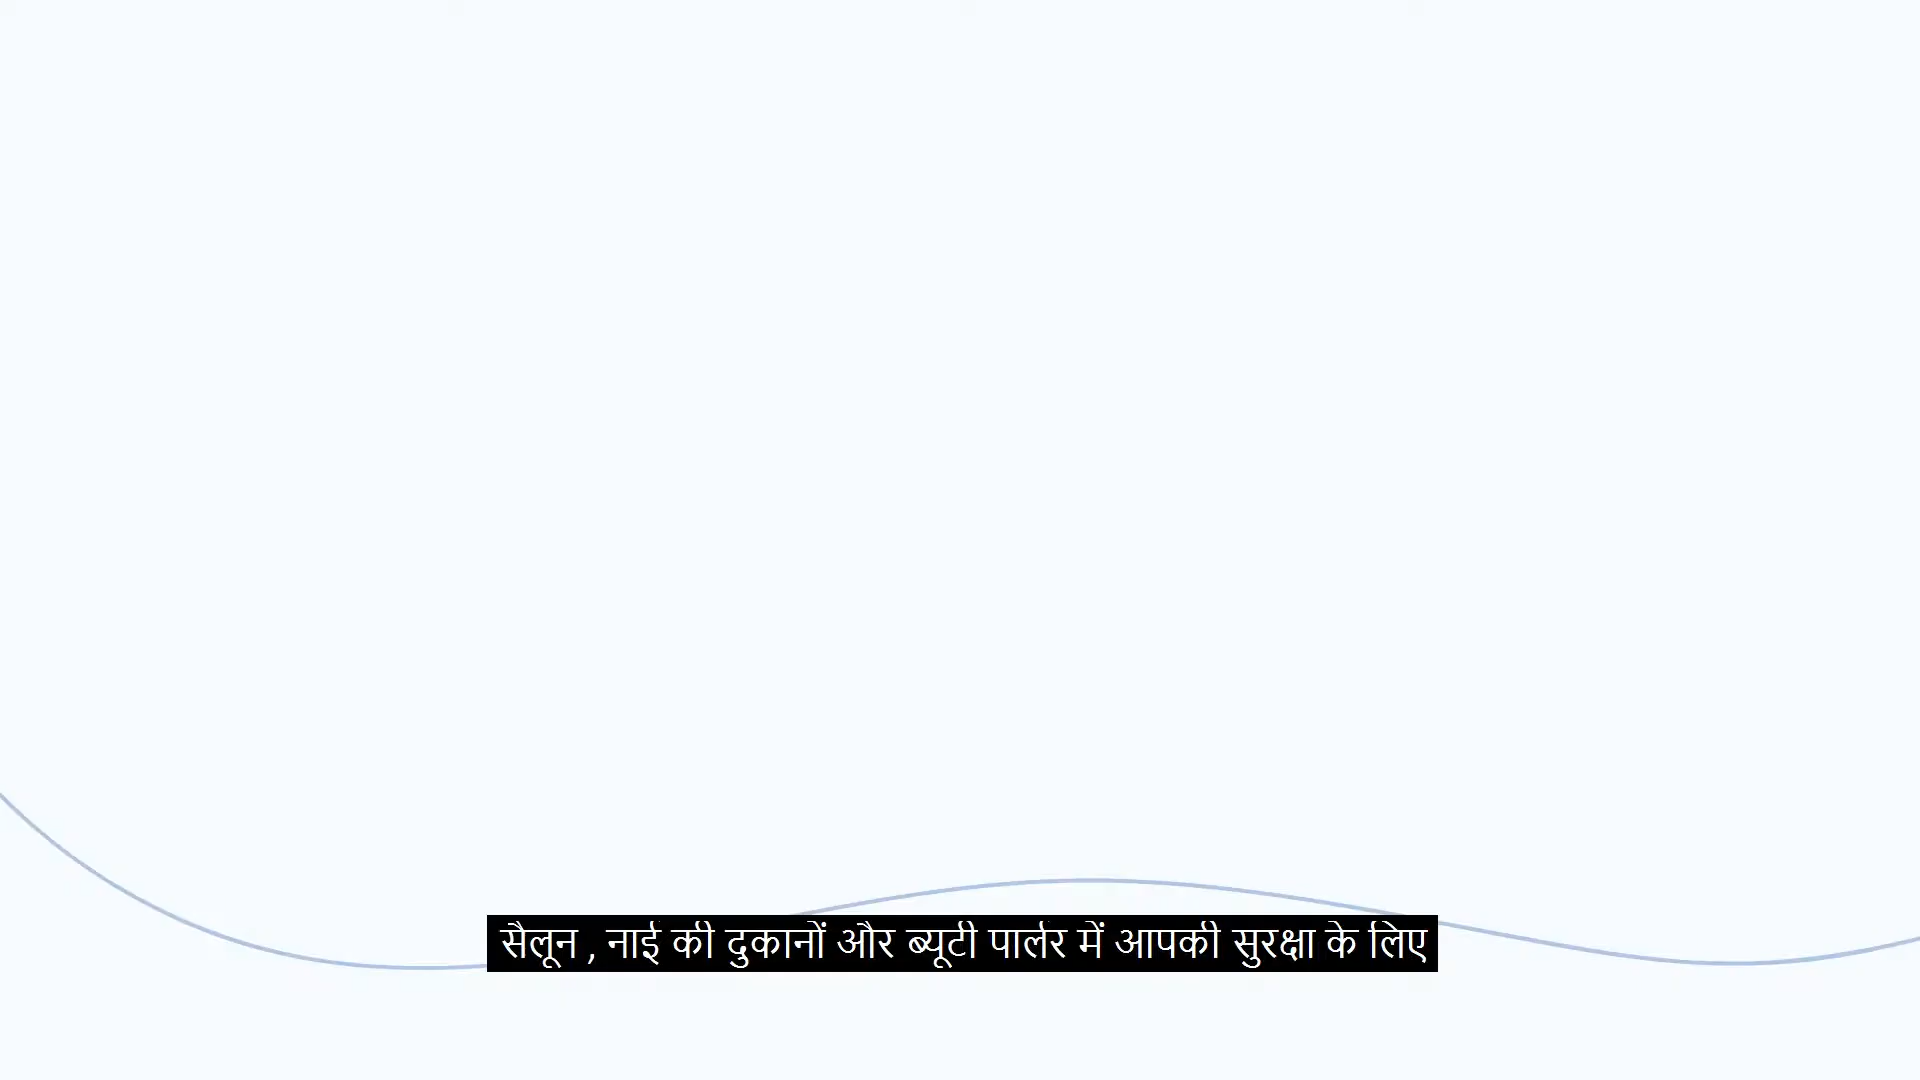 सैलून , नाई की दुकानों और ब्यूटी पार्लर में आपकी सुरक्षा के लिए